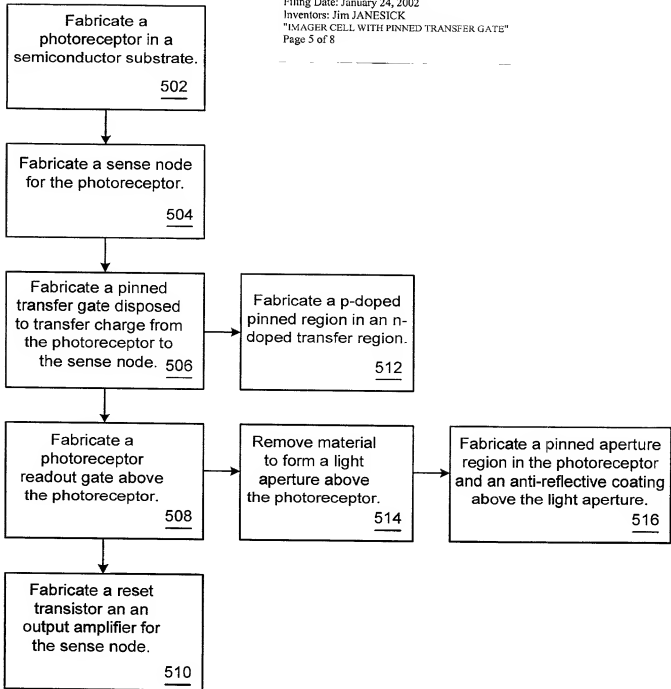 Filing Date: January 24, 2002
Inventors: Jim JANESICK
"IMAGER CELL WITH PINNED TRANSFER GATE"
Page 5 of 8
Fabricate a
photoreceptor in a
semiconductor substrate.
502
Fabricate a sense node
for the photoreceptor.
504
Fabricate a pinned
transfer gate disposed
to transfer charge from
the photoreceptor to
the sense node. 506
Fabricate a p-doped
pinned region in an n-
doped transfer region.
512
Fabricate a
photoreceptor
readout gate above
the photoreceptor.
508
Remove material
to form a light
aperture above
the photoreceptor.
514
Fabricate a pinned aperture
region in the photoreceptor
and an anti-reflective coating
above the light aperture.
516
Fabricate a reset
transistor an an
output amplifier for
the sense node.
510